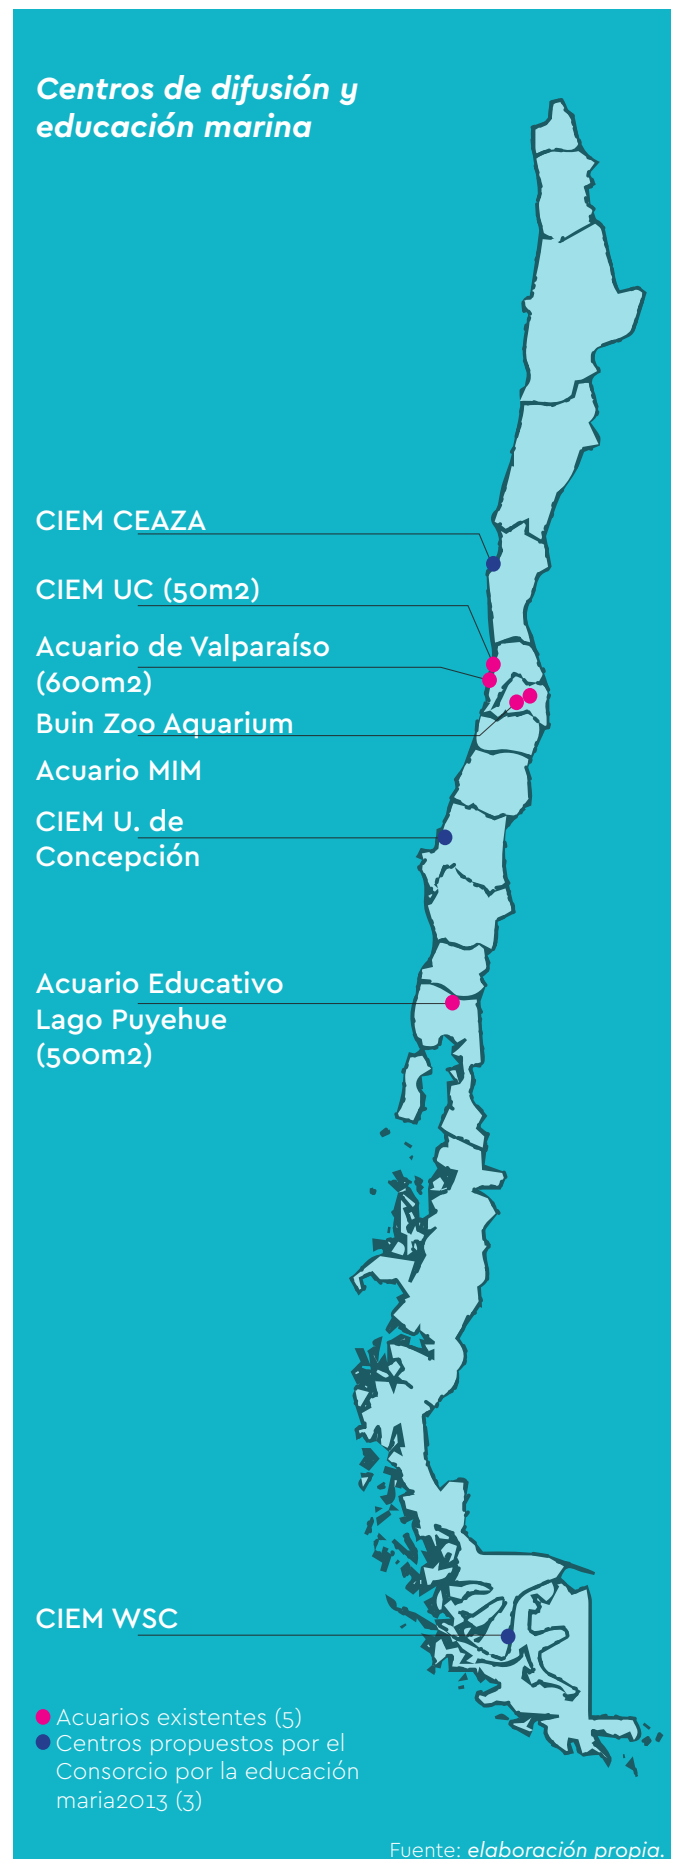 Centros de difusión y
educación marina
CIEM CEAZA
CIEM UC (50m2)
Acuario de Valparaíso
(600m2)
Buin Zoo Aquarium
Acuario MIM
CIEM U. de
Concepción
Acuario Educativo
Lago Puyehue
(500m2)
CIEM WSC
Acuarios existentes (5)
Centros propuestos por el
Consorcio por la educación
maria2013 (3)
Fuente: elaboración propia.